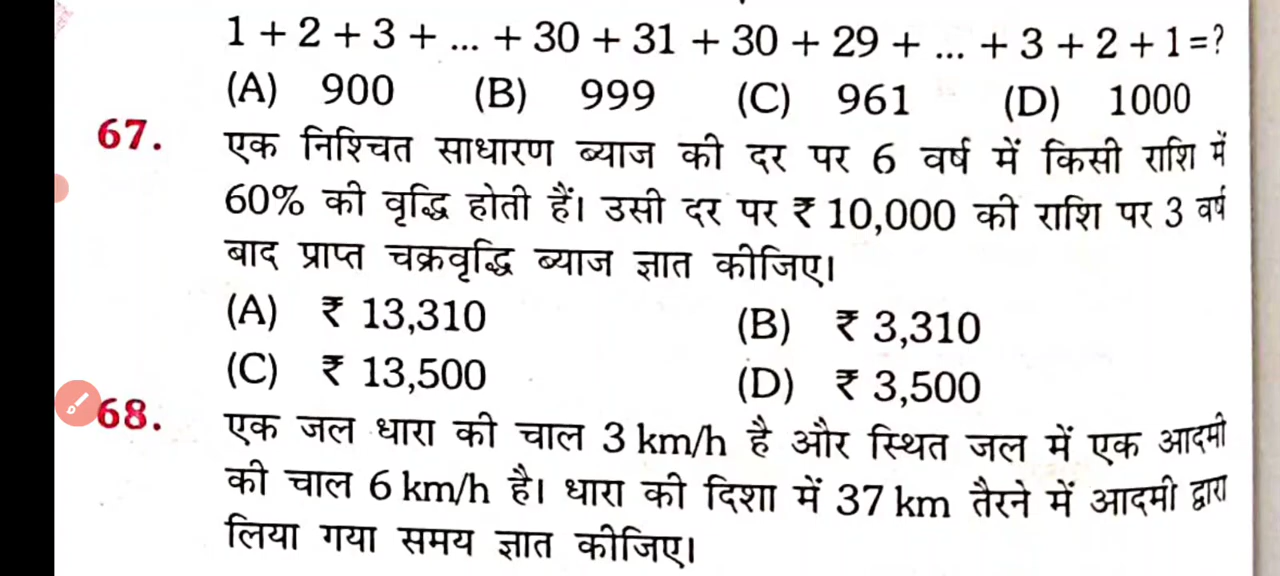 1 + 2 + 3 + ... + 30 + 31 + 30 + 29 + ... + 3 + 2 + 1 = ?
(A) 900 (B) 999 (C) 961 (D) 1000
67. एक निश्चित साधारण ब्याज की दर पर 6 वर्ष में किसी राशि में
60% की वृद्धि होती हैं। उसी दर पर ₹ 10,000 की राशि पर 3 वर्ष
बाद प्राप्त चक्रवृद्धि ब्याज ज्ञात कीजिए।
(A) ₹ 13,310 (B) ₹ 3,310
(C) ₹ 13,500 (D) ₹ 3,500
68. एक जल धारा की चाल 3 km/h है और स्थित जल में एक आदमी
की चाल 6 km/h है। धारा की दिशा में 37 km तैरने में आदमी द्वारा
लिया गया समय ज्ञात कीजिए।